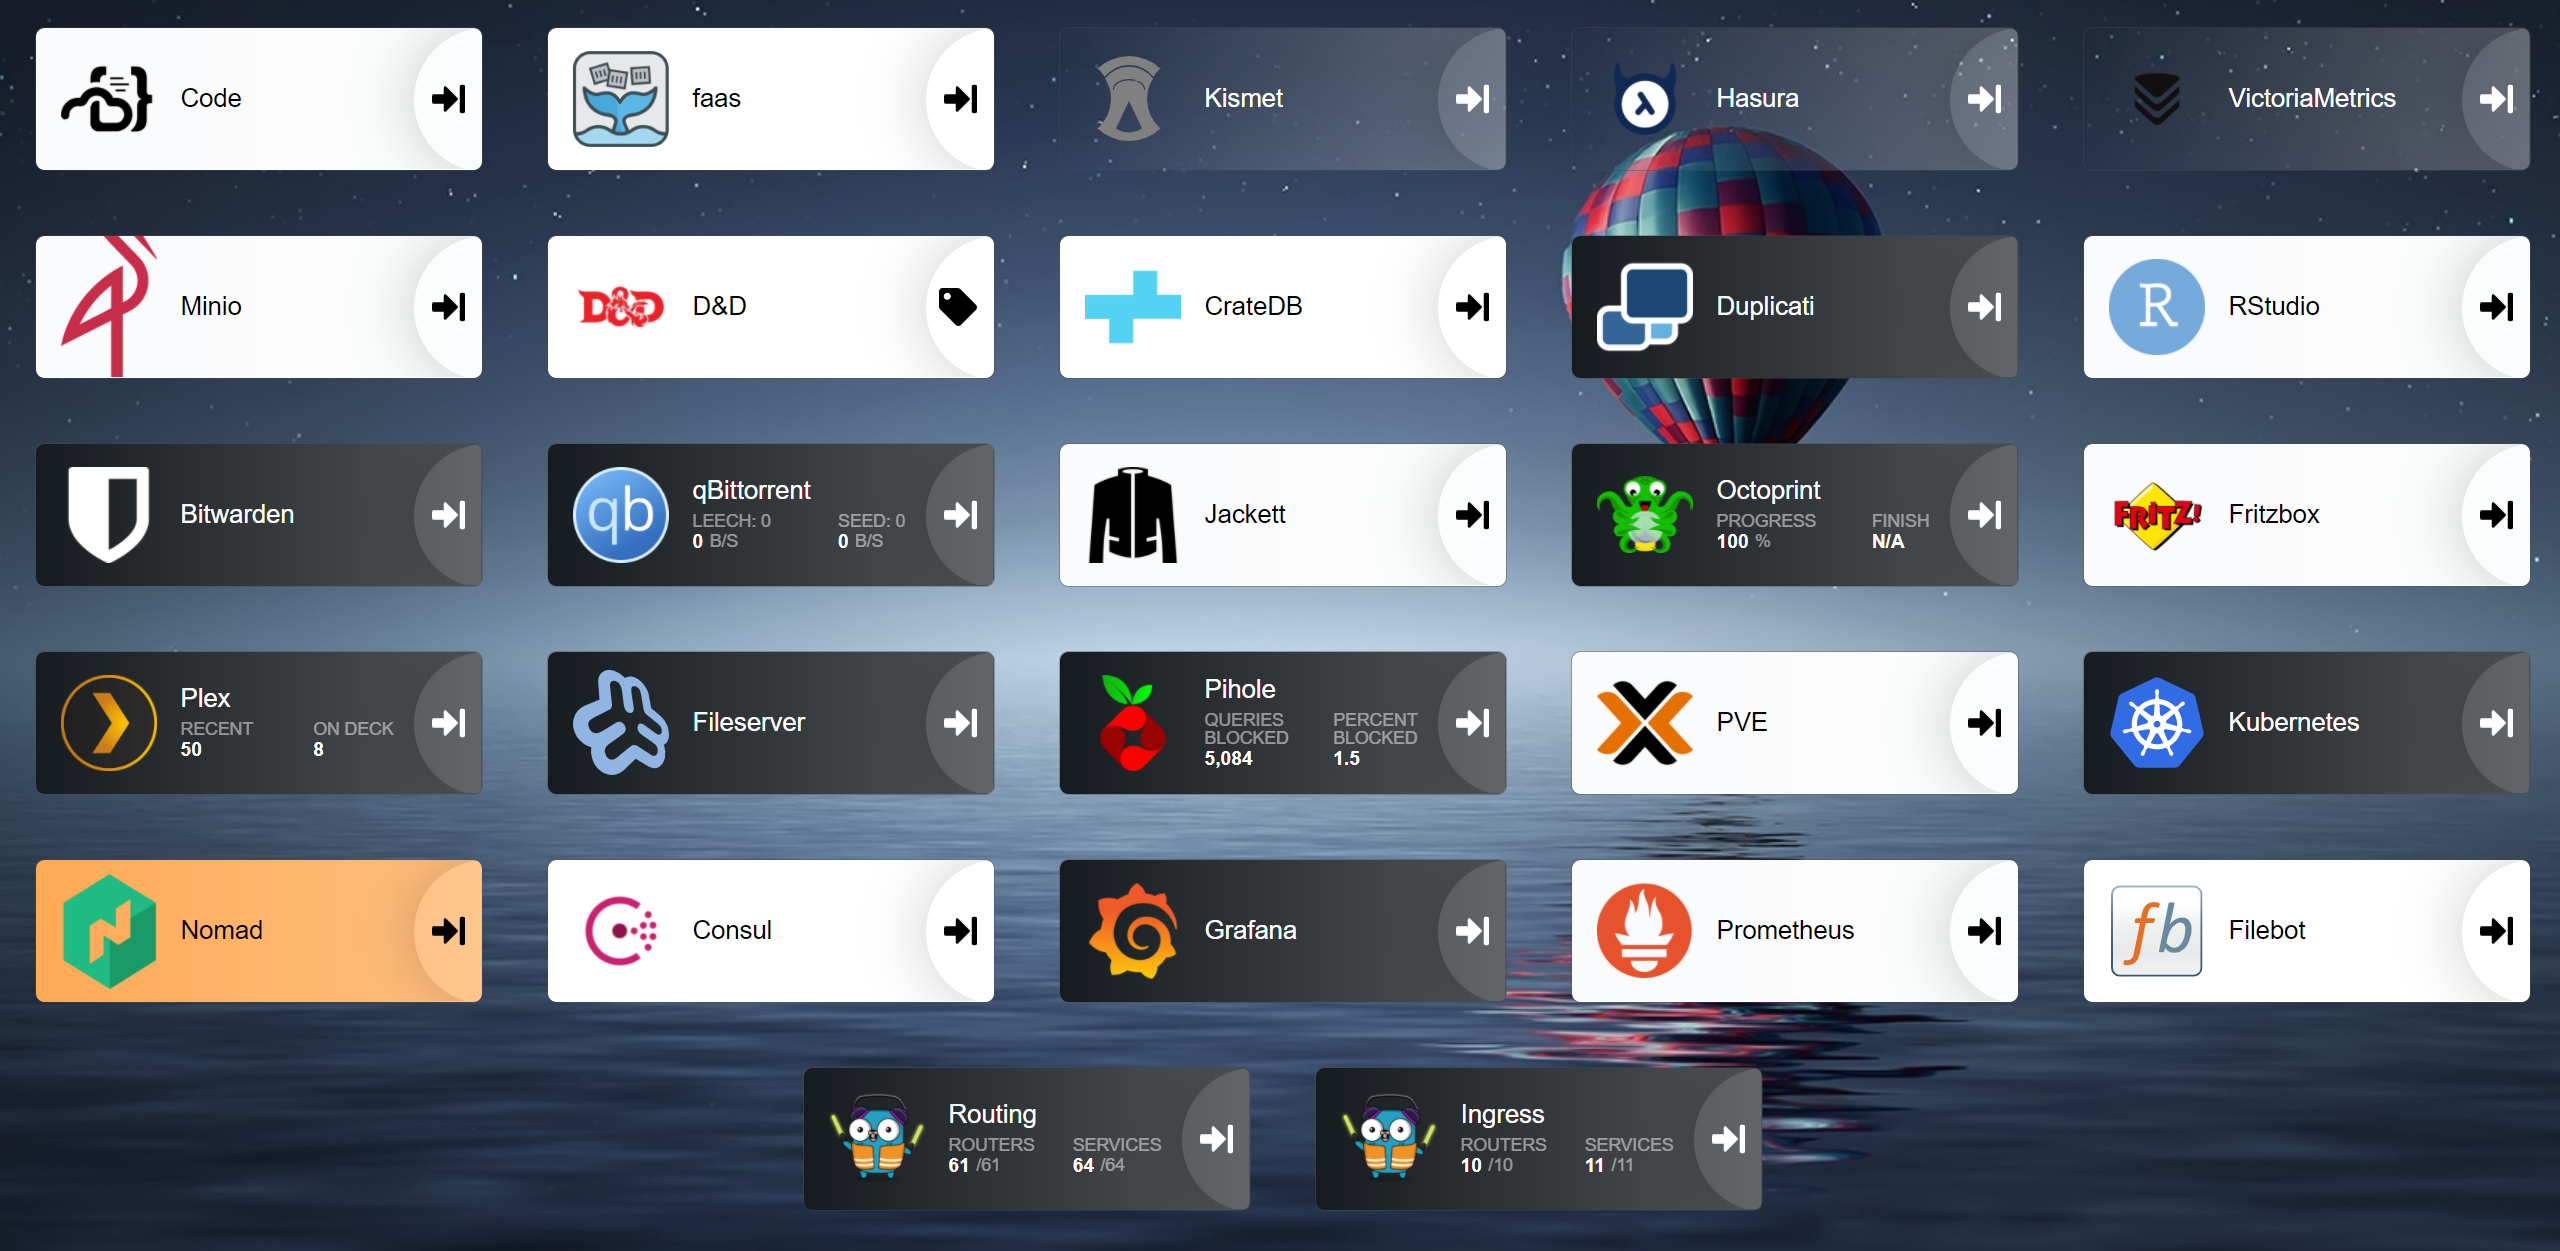 Code
faas
Kismet
Hasura
VictoriaMetrics
Minio
D&D
D&D
CrateDB
Duplicati
R
RStudio
Bitwarden
qb
qBittorrent
LEECH: 0 SEED: 0
0 B/S 0 B/S
Jackett
Octoprint
PROGRESS FINISH
100 % N/A
FRITZ!
Fritzbox
Plex
RECENT ON DECK
50 8
Fileserver
Pihole
QUERIES BLOCKED PERCENT BLOCKED
5,084 1.5
PVE
Kubernetes
Nomad
Consul
Grafana
Prometheus
fb
Filebot
Routing
ROUTERS SERVICES
61 /61 64 /64
Ingress
ROUTERS SERVICES
10 /10 11 /11